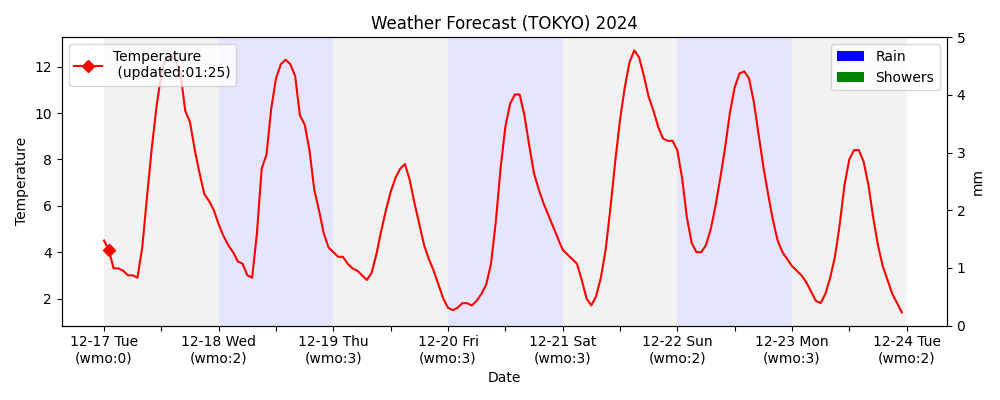 Weather Forecast (TOKYO) 2024
Temperature
(updated:01:25)
Rain
Showers
Temperature
12
10
8
6
4
2
5
4
3
2
1
0
mm
12-17 Tue
(wmo:0)
12-18 Wed
(wmo:2)
12-19 Thu
(wmo:3)
12-20 Fri
(wmo:3)
12-21 Sat
(wmo:3)
12-22 Sun
(wmo:2)
12-23 Mon
(wmo:3)
12-24 Tue
(wmo:2)
Date